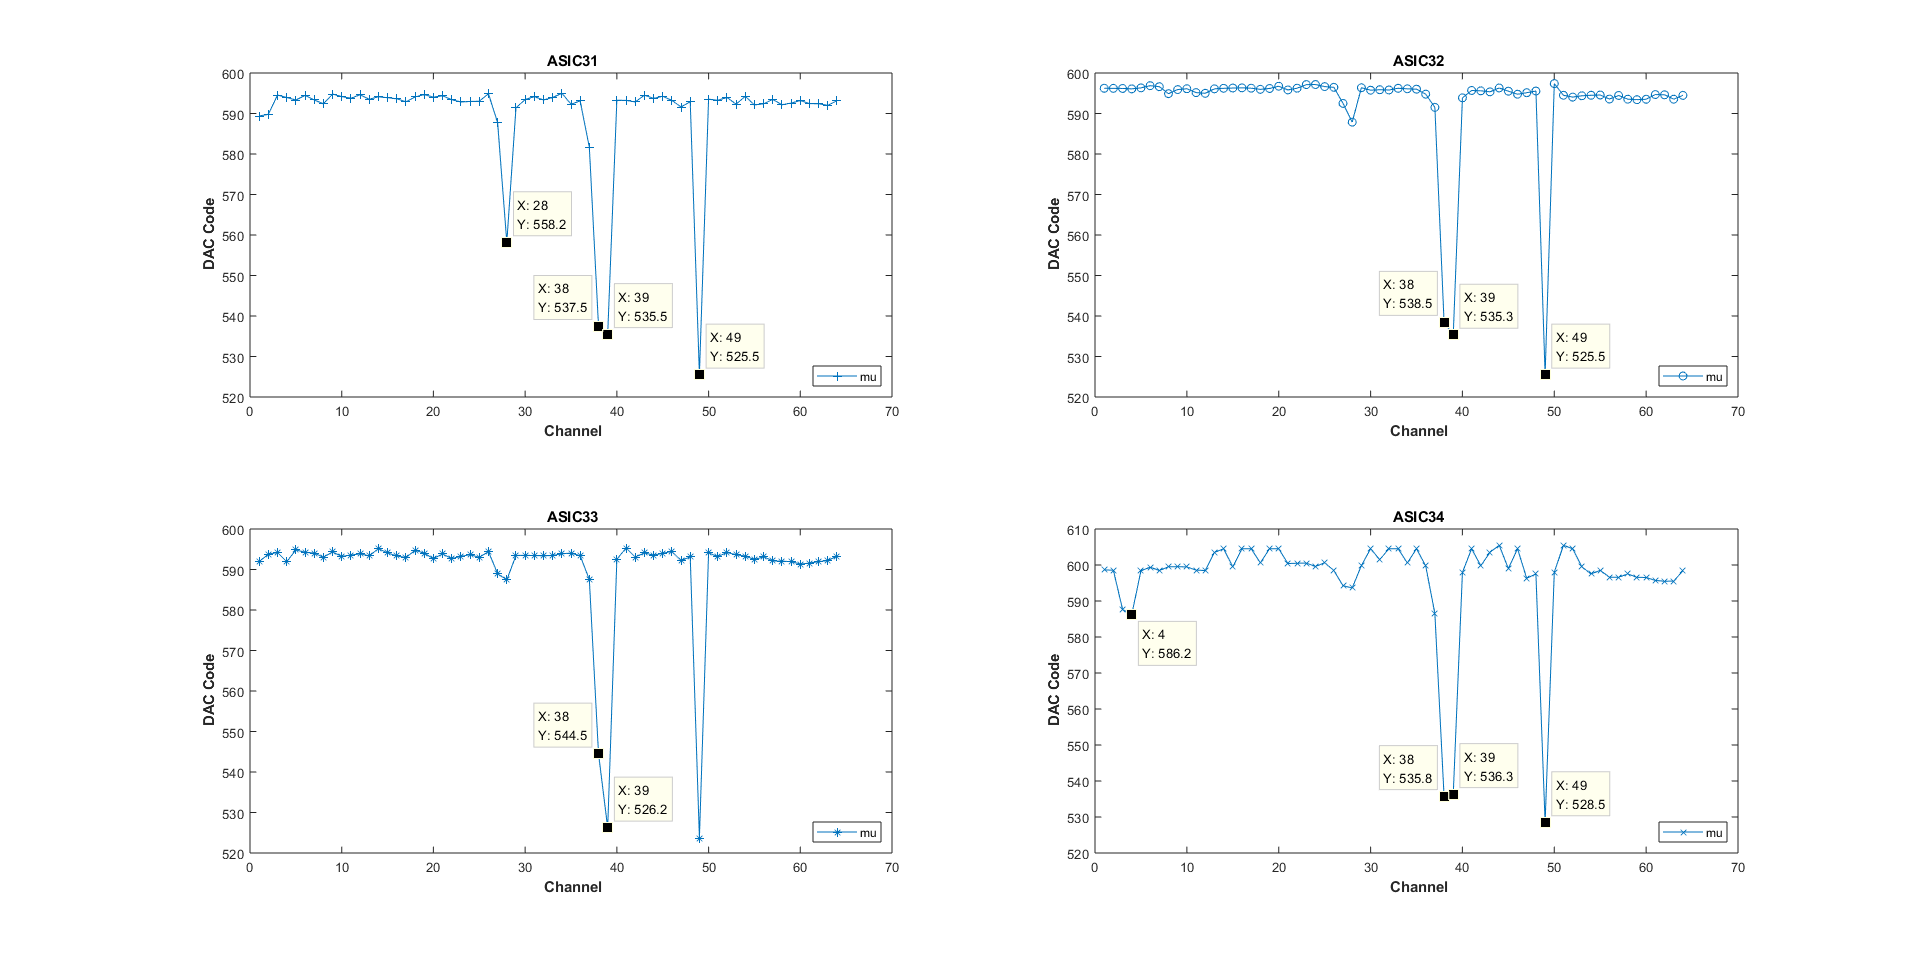 ASIC31
600
590
580
570
560
550
540
530
520
DAC Code
X: 28
Y: 558.2
X: 38
Y: 537.5
X: 39
Y: 535.5
X: 49
Y: 525.5
mu
0 10 20 30 40 50 60 70
Channel
ASIC32
600
590
580
570
560
550
540
530
520
DAC Code
X: 38
Y: 538.5
X: 39
Y: 535.3
X: 49
Y: 525.5
mu
0 10 20 30 40 50 60 70
Channel
ASIC33
600
590
580
570
560
550
540
530
520
DAC Code
X: 38
Y: 544.5
X: 39
Y: 526.2
mu
0 10 20 30 40 50 60 70
Channel
ASIC34
610
600
590
580
570
560
550
540
530
520
DAC Code
X: 4
Y: 586.2
X: 38
Y: 535.8
X: 39
Y: 536.3
X: 49
Y: 528.5
mu
0 10 20 30 40 50 60 70
Channel